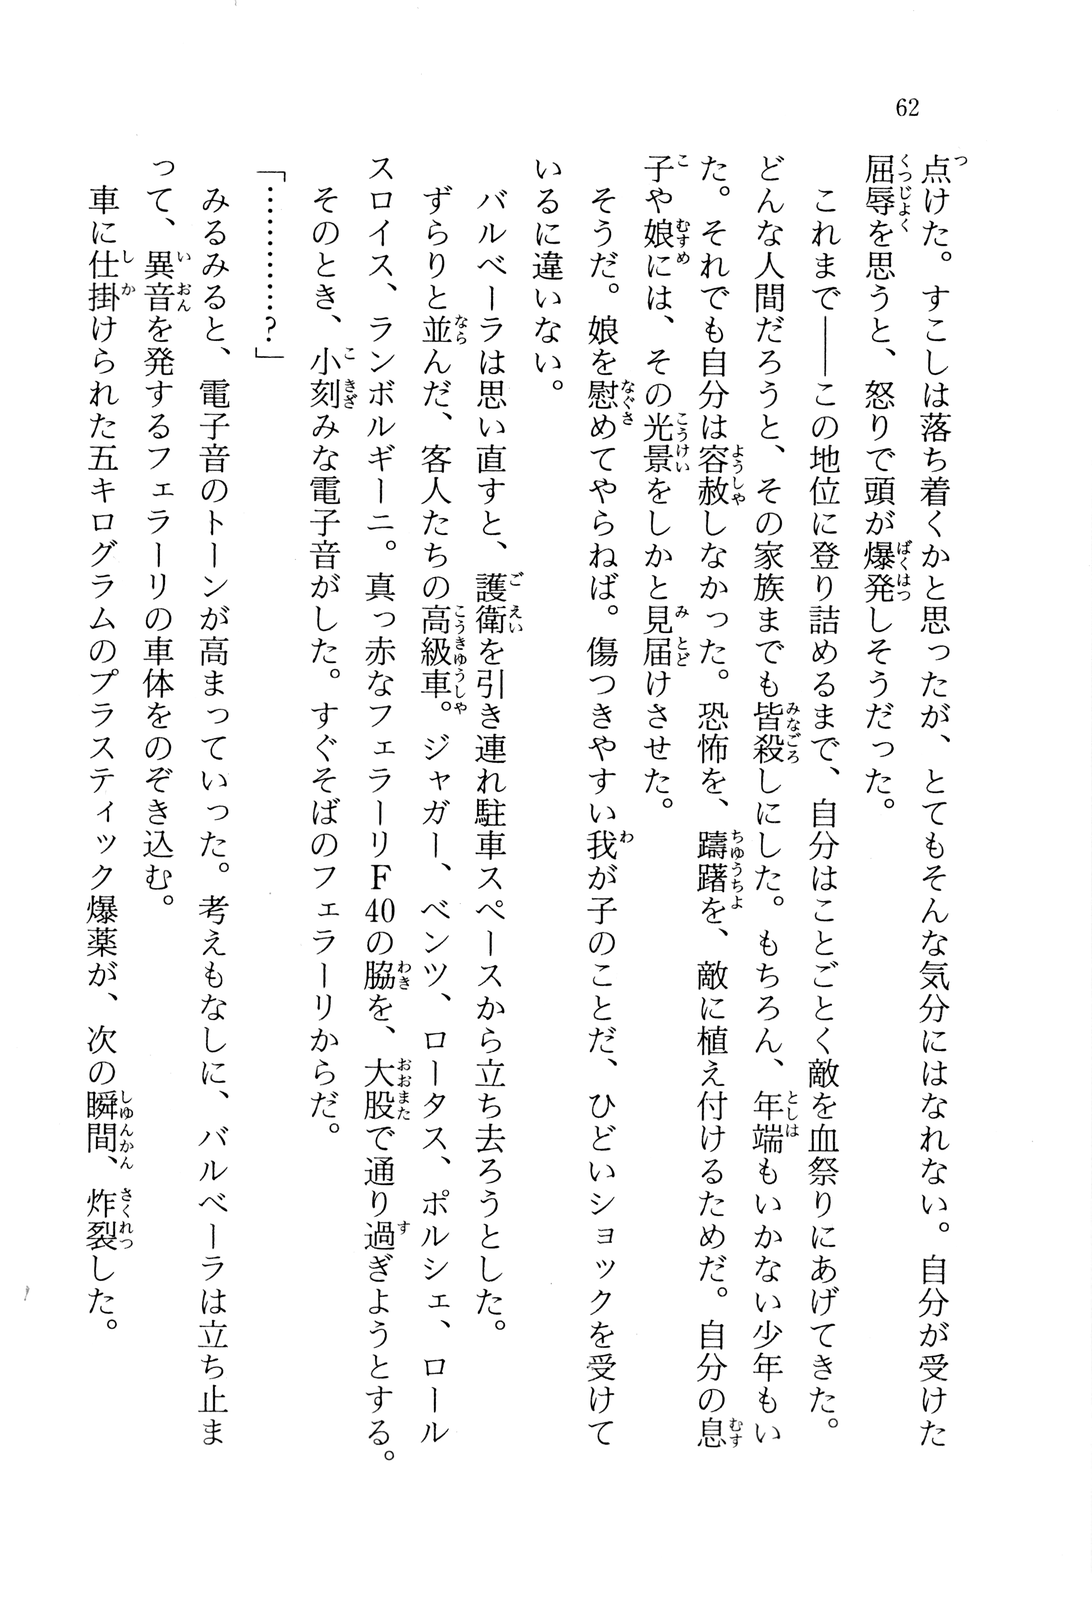 62
点けた。すこしは落ち着くかと思ったが、とてもそんな気分にはなれない。自分が受けた
屈辱を思うと、怒りで頭が爆発しそうだった。
　これまで――この地位に登り詰めるまで、自分はことごとく敵を血祭りにあげてきた。
どんな人間だろうと、その家族までも皆殺しにした。もちろん、年端もいかない少年もい
た。それでも自分は容赦しなかった。恐怖を、躊躇を、敵に植え付けるためだ。自分の息
子や娘には、その光景をしかと見届けさせた。
　そうだ。娘を慰めてやらねば。傷つきやすい我が子のことだ、ひどいショックを受けて
いるに違いない。
　バルベーラは思い直すと、護衛を引き連れ駐車スペースから立ち去ろうとした。
　ずらりと並んだ、客人たちの高級車。ジャガー、ベンツ、ロータス、ポルシェ、ロール
スロイス、ランボルギーニ。真っ赤なフェラーリF40の脇を、大股で通り過ぎようとする。
　そのとき、小刻みな電子音がした。すぐそばのフェラーリからだ。
「…………?」
　みるみると、電子音のトーンが高まっていった。考えもなしに、バルベーラは立ち止ま
って、異音を発するフェラーリの車体をのぞき込む。
　車に仕掛けられた五キログラムのプラスティック爆薬が、次の瞬間、炸裂した。